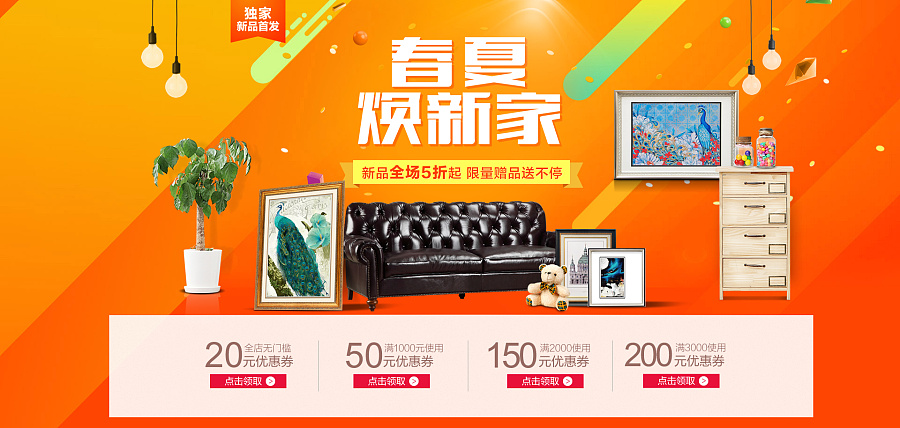 独家
新品首发
春夏
焕新家
新品全场5折起 限量赠品送不停
20 全店无门槛
元优惠券
点击领取 >
50 满1000元使用
元优惠券
点击领取 >
150 满2000使用
元优惠券
点击领取 >
200 满3000使用
元优惠券
点击领取 >